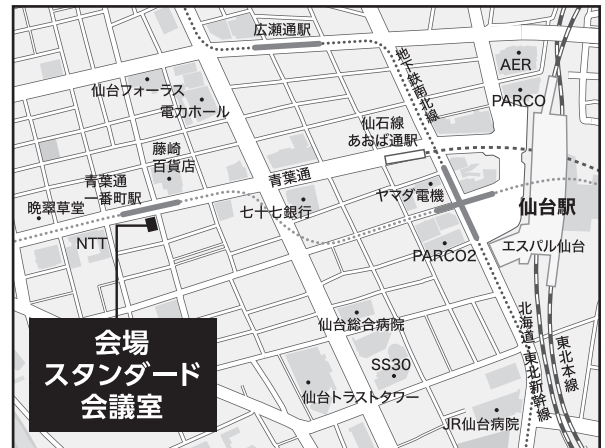 広瀬通駅
地下鉄南北線
AER
PARCO
仙台フォーラス
電力ホール
仙石線
あおば通駅
藤崎
百貨店
青葉通
青葉通
一番町駅
晩翠草堂
七十七銀行
ヤマダ電機
仙台駅
NTT
PARCO2
エスパル仙台
仙台総合病院
北海道・東北新幹線
東北本線
会場
スタンダード
会議室
SS30
仙台トラストタワー
JR仙台病院